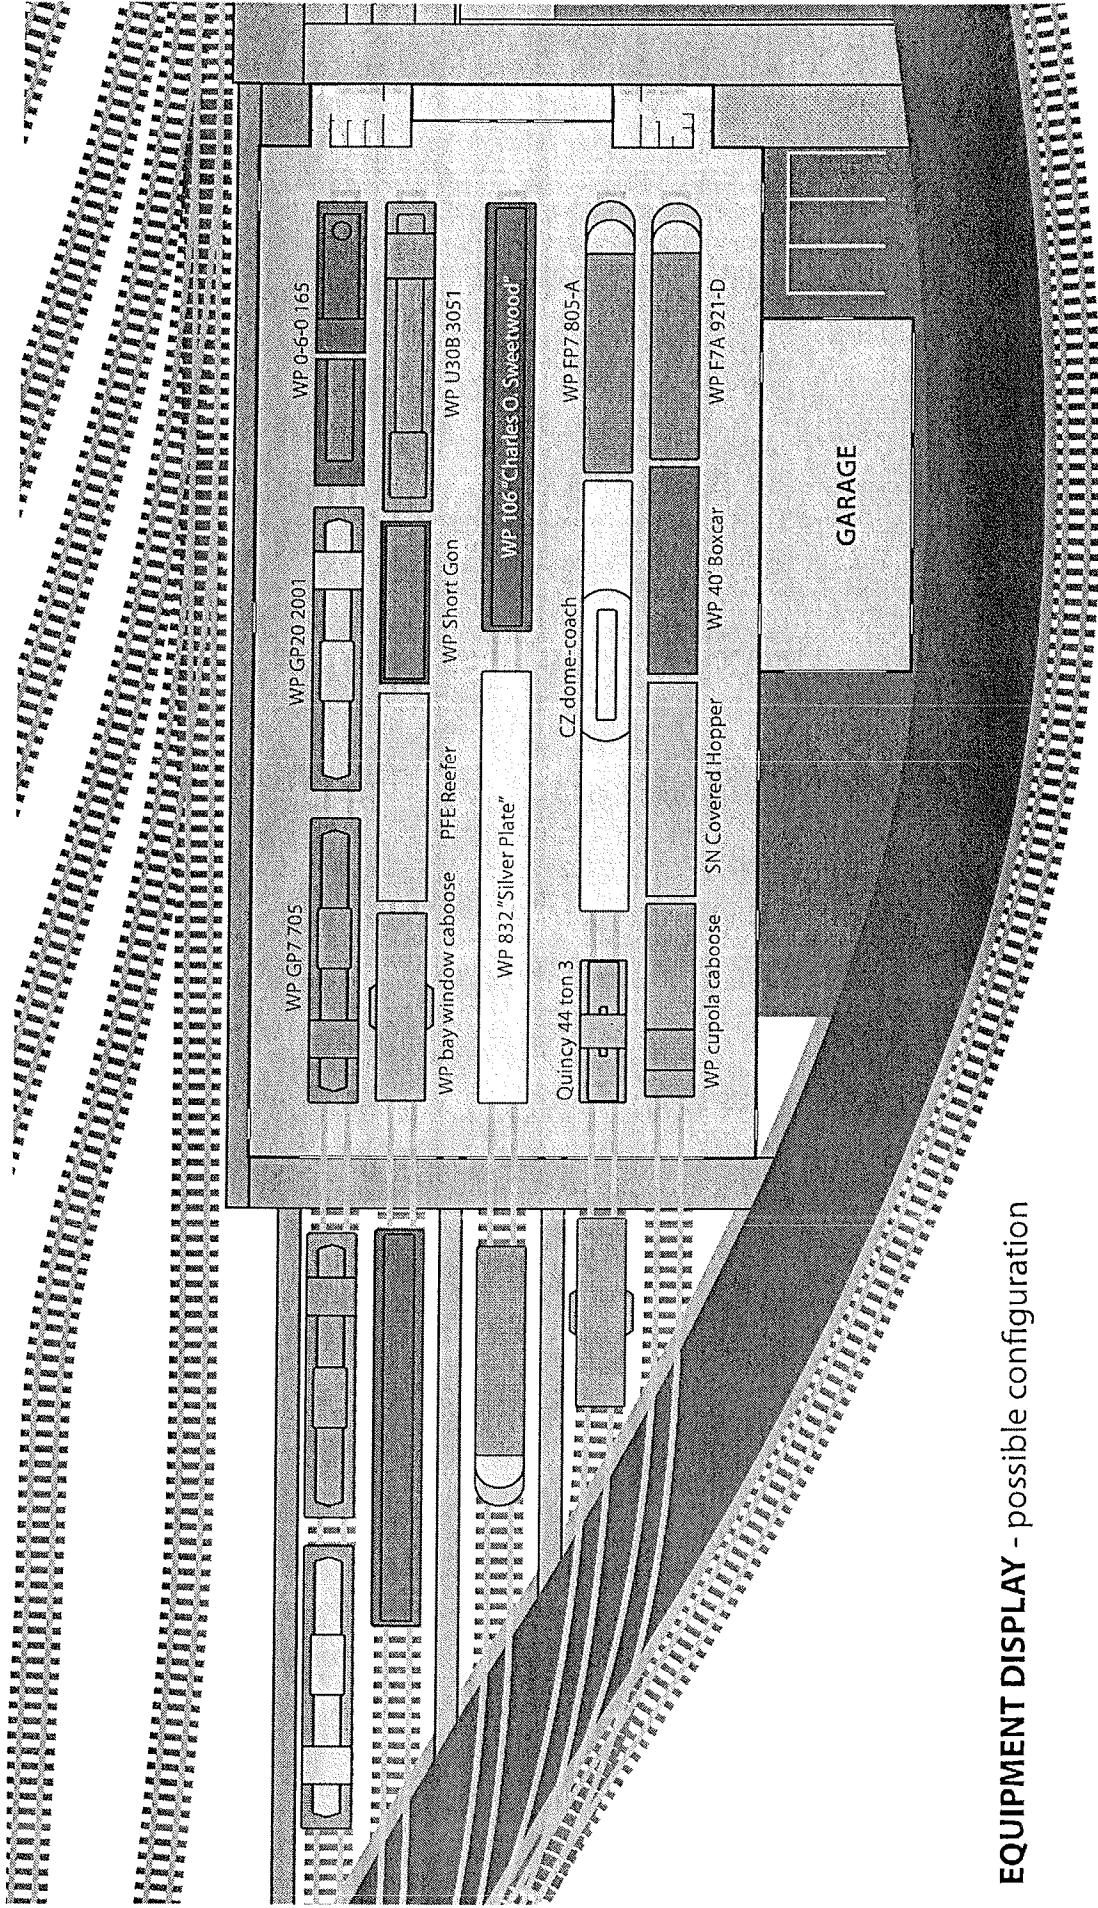 WP GP7 705
WP GP20 2001
WP 0-6-0 165
WP bay window caboose
PFE Reefer
WP Short Gon
WP U30B 3051
WP 832 "Silver Plate"
WP 106 "Charles O. Sweetwood"
Quincy 44 ton 3
CZ dome-coach
WP FP7 805-A
WP cupola caboose
SN Covered Hopper
WP 40' Boxcar
WP F7A 921-D
GARAGE
EQUIPMENT DISPLAY - possible configuration